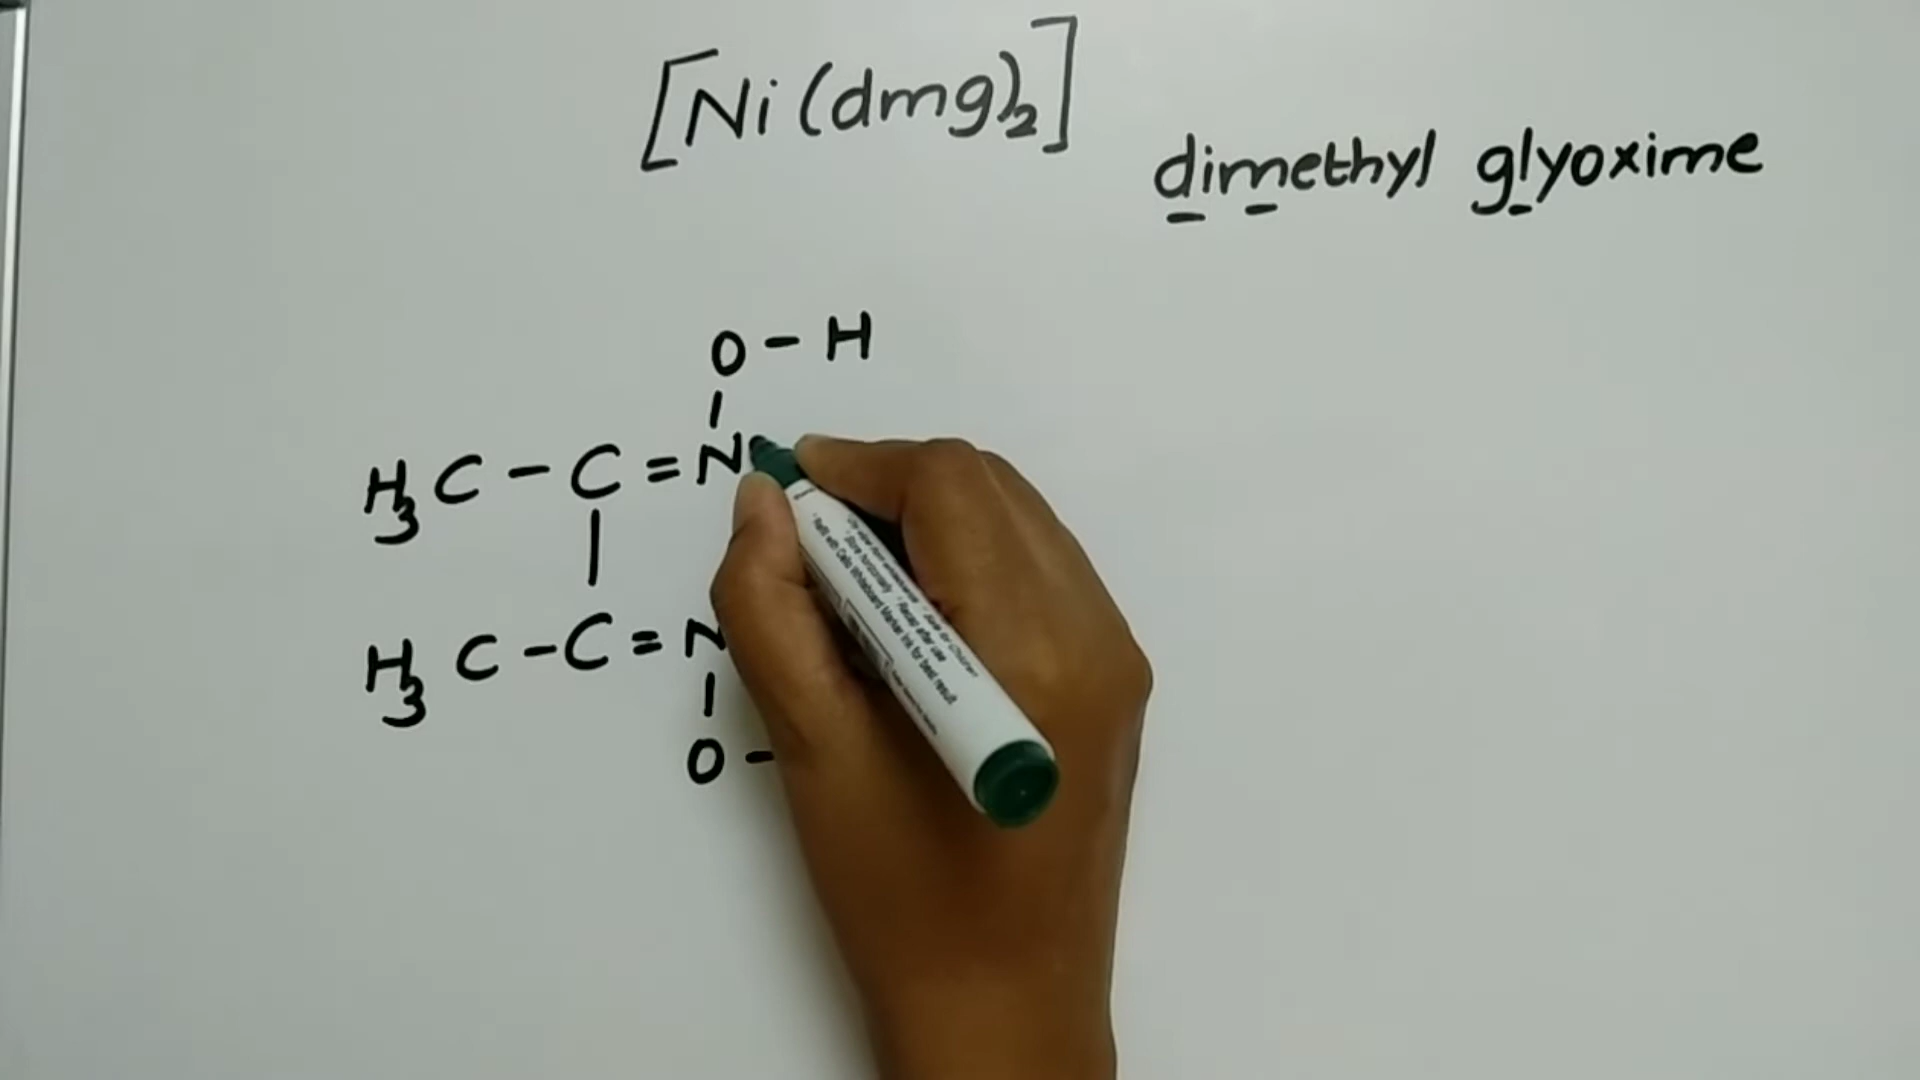 [Ni(dmg)₂]
dimethyl glyoxime
O - H
H₃C - C = N
H₃C - C = N
O -